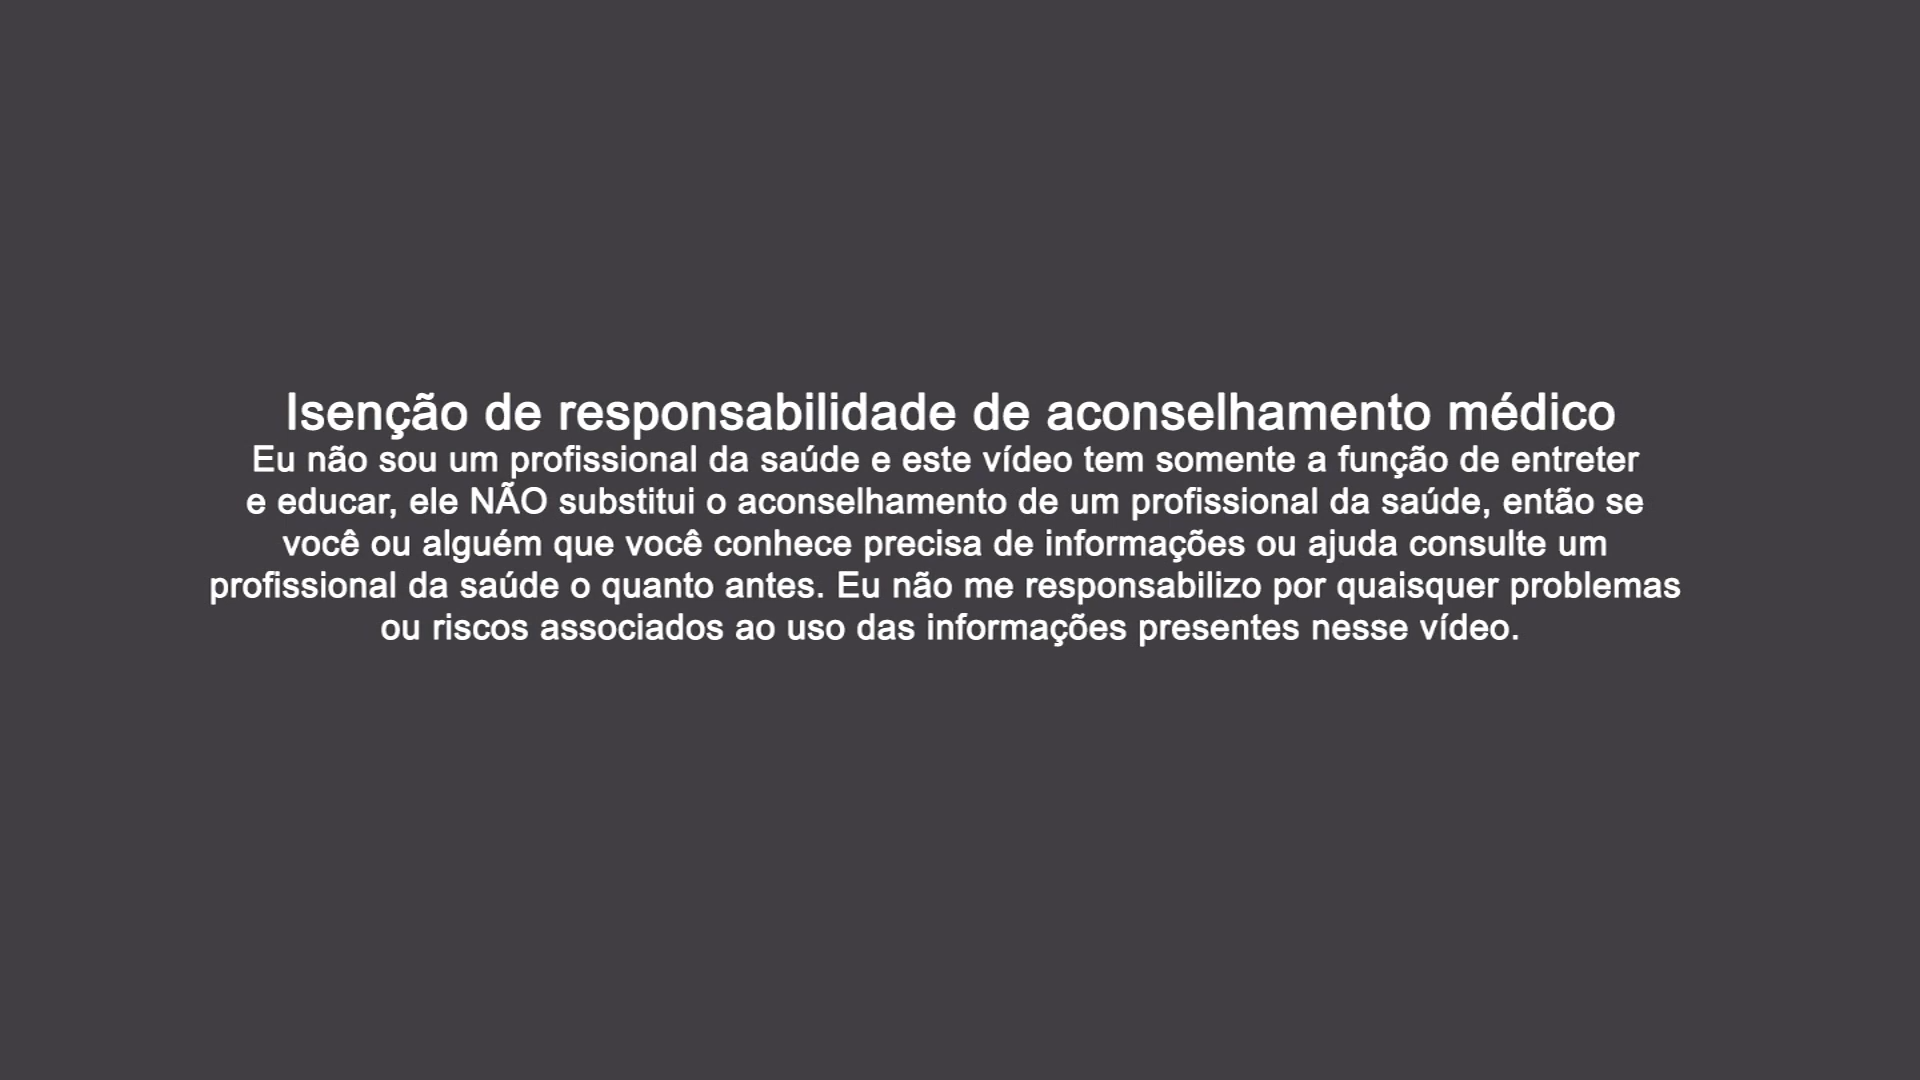 Isenção de responsabilidade de aconselhamento médico
Eu não sou um profissional da saúde e este vídeo tem somente a função de entreter
e educar, ele NÃO substitui o aconselhamento de um profissional da saúde, então se
você ou alguém que você conhece precisa de informações ou ajuda consulte um
profissional da saúde o quanto antes. Eu não me responsabilizo por quaisquer problemas
ou riscos associados ao uso das informações presentes nesse vídeo.